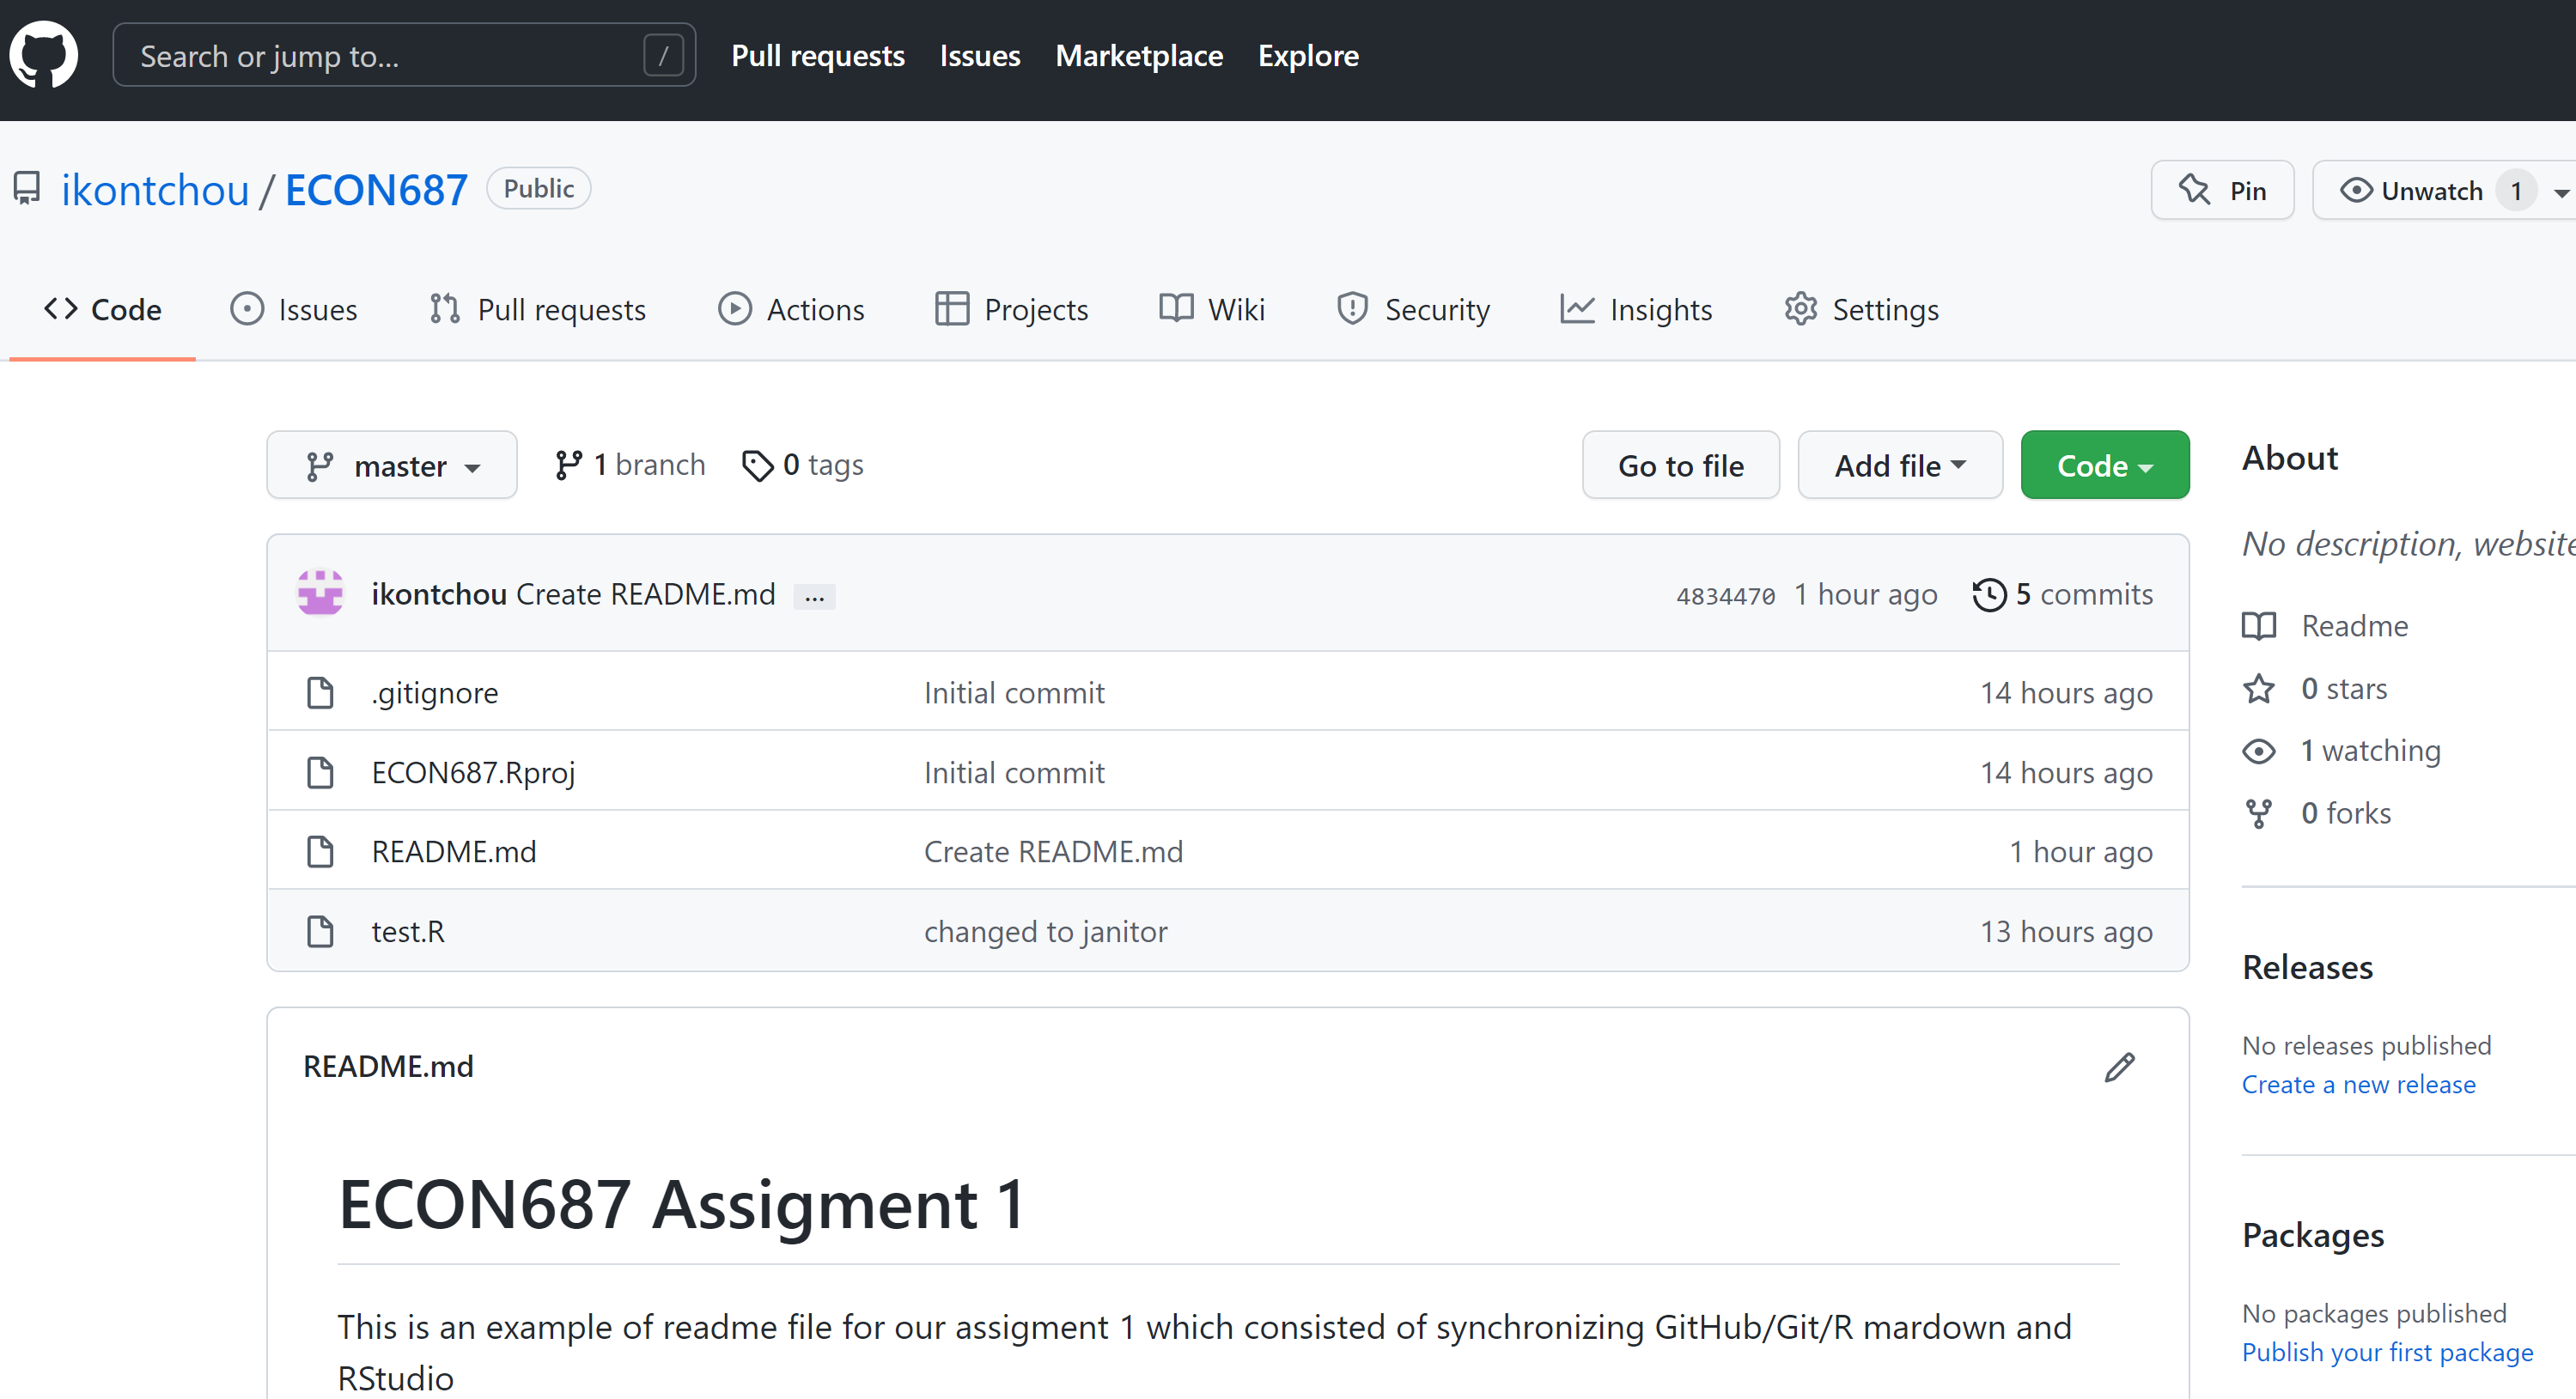 Search or jump to... /
Pull requests Issues Marketplace Explore
ikontchou / ECON687 Public
Pin
Unwatch 1
Code Issues Pull requests Actions Projects Wiki Security Insights Settings
master 1 branch 0 tags
Go to file Add file Code
ikontchou Create README.md ... 4834470 1 hour ago 5 commits
.gitignore Initial commit 14 hours ago
ECON687.Rproj Initial commit 14 hours ago
README.md Create README.md 1 hour ago
test.R changed to janitor 13 hours ago
README.md
ECON687 Assigment 1
This is an example of readme file for our assigment 1 which consisted of synchronizing GitHub/Git/R mardown and
RStudio
About
No description, website
Readme
0 stars
1 watching
0 forks
Releases
No releases published
Create a new release
Packages
No packages published
Publish your first package